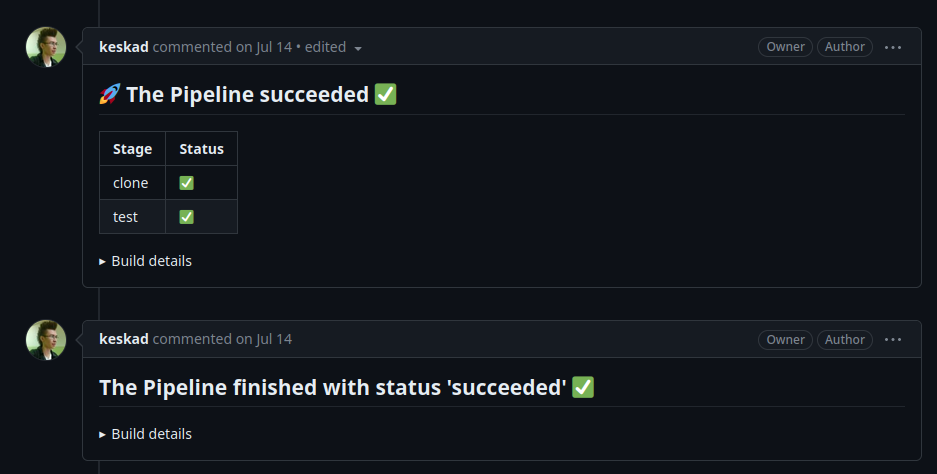 keskad commented on Jul 14 • edited
Owner
Author
🚀 The Pipeline succeeded ✅
Stage Status
clone ✅
test ✅
▸ Build details
keskad commented on Jul 14
Owner
Author
The Pipeline finished with status 'succeeded' ✅
▸ Build details